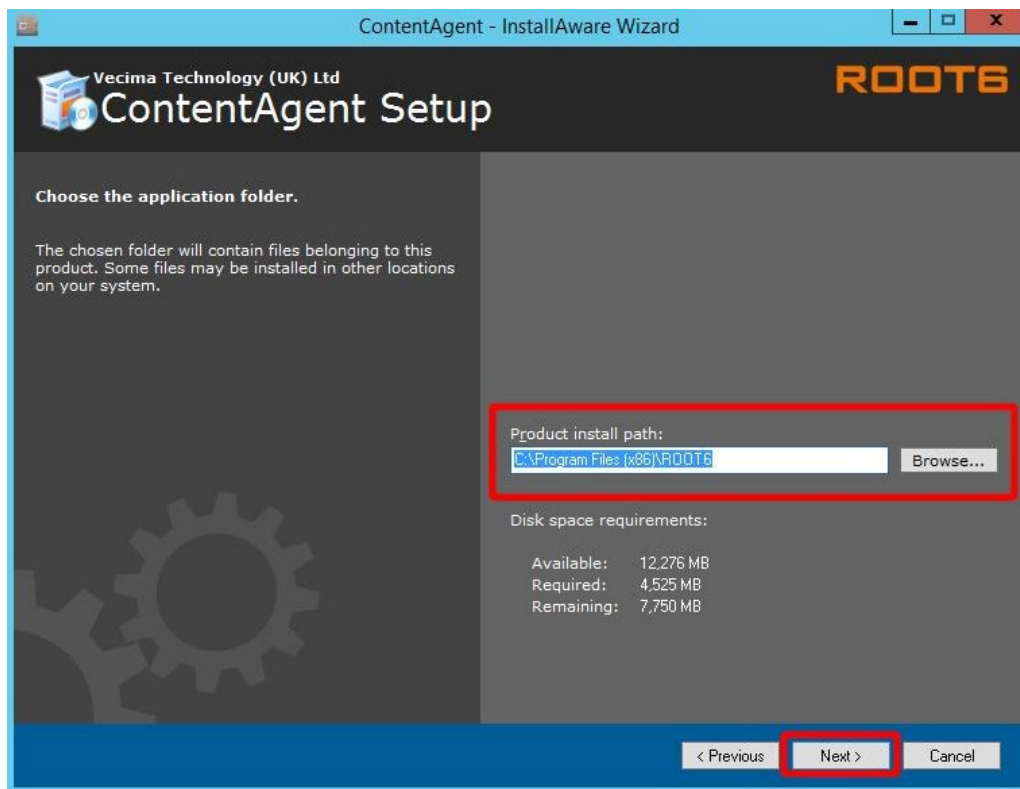 ContentAgent - InstallAware Wizard
Vecima Technology (UK) Ltd
ContentAgent Setup
ROOT6
Choose the application folder.
The chosen folder will contain files belonging to this
product. Some files may be installed in other locations
on your system.
Product install path:
C:\Program Files (x86)\ROOT6
Browse...
Disk space requirements:
Available: 12,276 MB
Required: 4,525 MB
Remaining: 7,750 MB
< Previous
Next >
Cancel